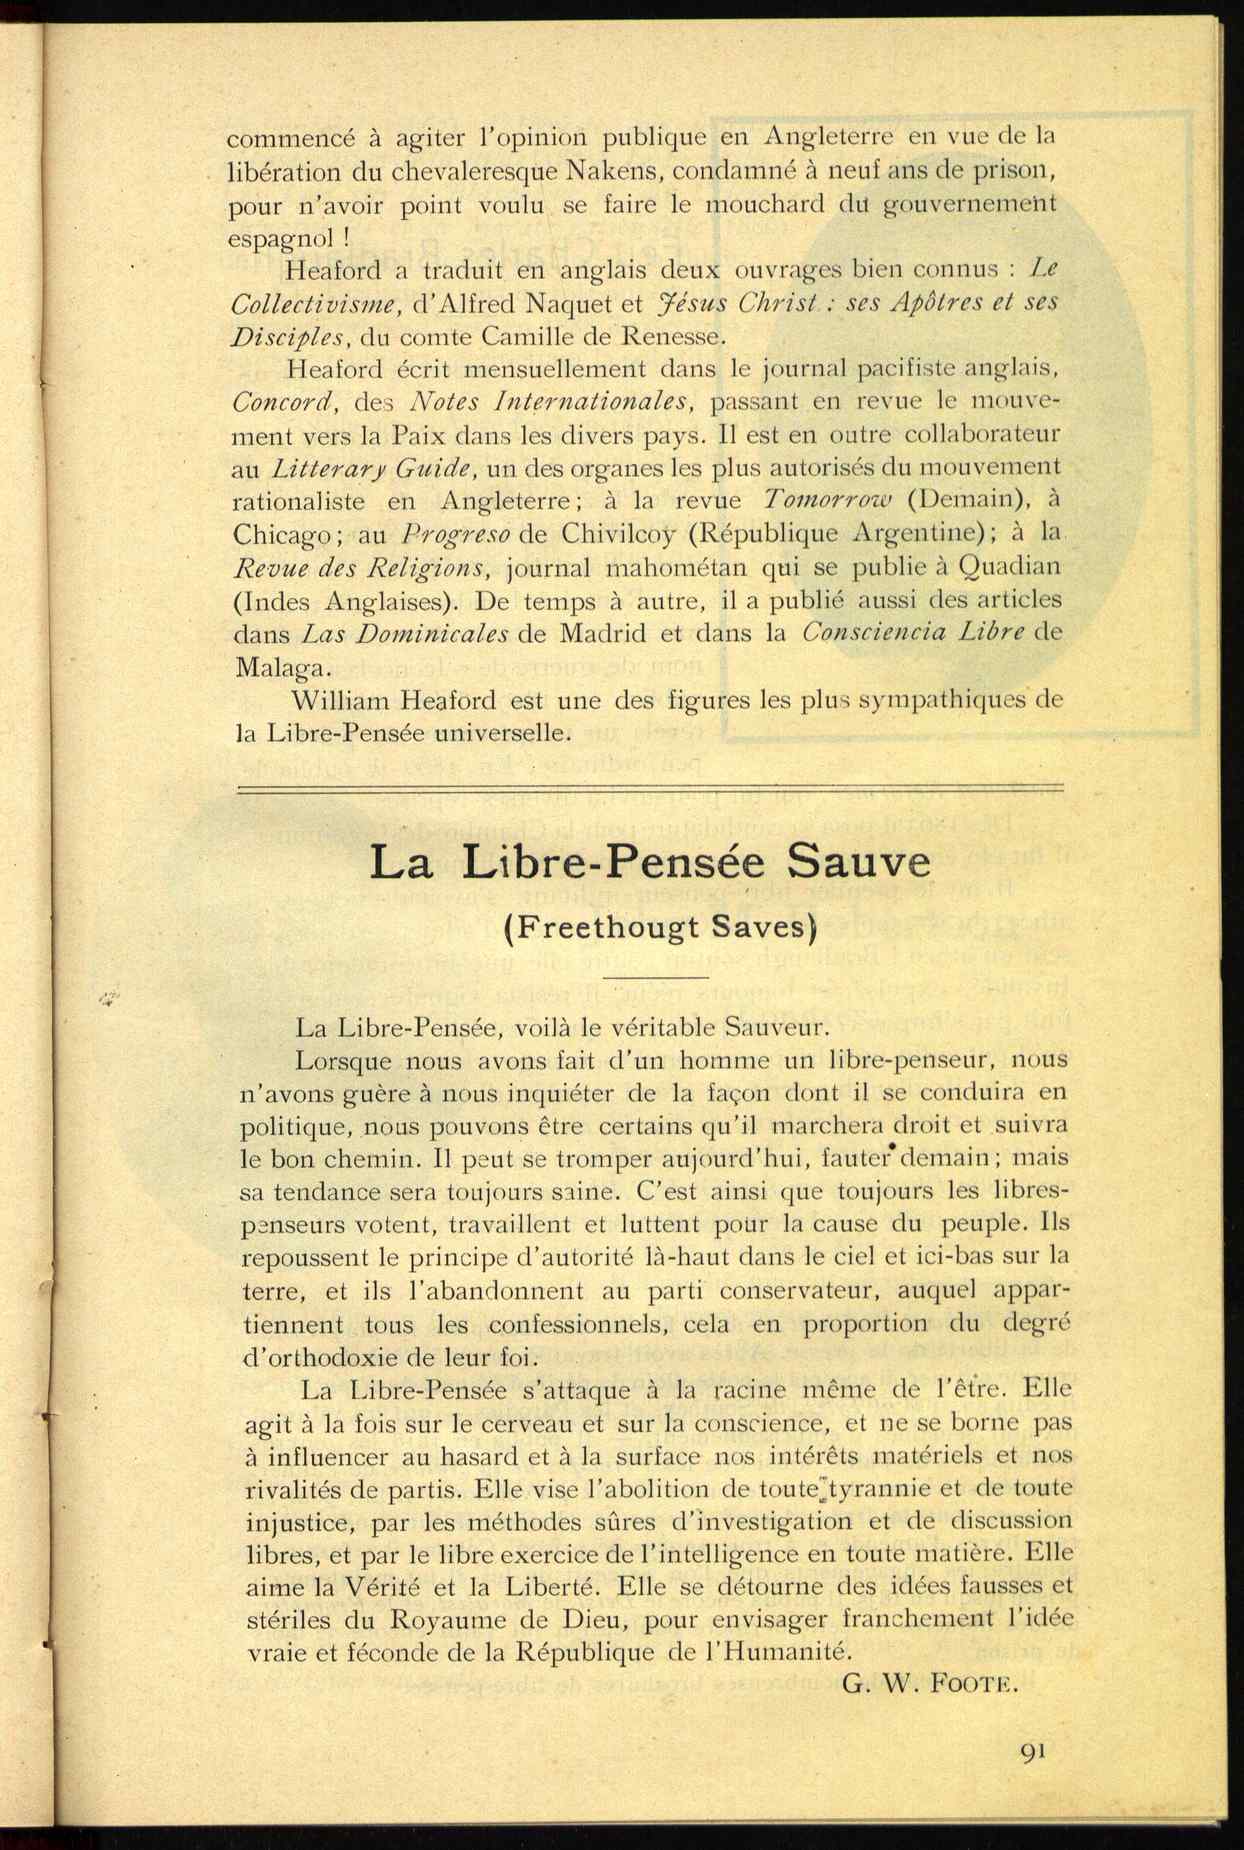 commencé à agiter l'opinion publique en Angleterre en vue de la
libération du chevaleresque Nakens, condamné à neuf ans de prison,
pour n'avoir point voulu se faire le mouchard du gouvernement
espagnol !
Heaford a traduit en anglais deux ouvrages bien connus : Le
Collectivisme, d'Alfred Naquet et Jésus Christ : ses Apôtres et ses
Disciples, du comte Camille de Renesse.
Heaford écrit mensuellement dans le journal pacifiste anglais,
Concord, des Notes Internationales, passant en revue le mouve-
ment vers la Paix dans les divers pays. Il est en outre collaborateur
au Litterary Guide, un des organes les plus autorisés du mouvement
rationaliste en Angleterre; à la revue Tomorrow (Demain), à
Chicago; au Progreso de Chivilcoy (République Argentine); à la
Revue des Religions, journal mahométan qui se publie à Quadian
(Indes Anglaises). De temps à autre, il a publié aussi des articles
dans Las Dominicales de Madrid et dans la Consciencia Libre de
Malaga.
William Heaford est une des figures les plus sympathiques de
la Libre-Pensée universelle.
La Libre-Pensée Sauve
(Freethougt Saves)
La Libre-Pensée, voilà le véritable Sauveur.
Lorsque nous avons fait d'un homme un libre-penseur, nous
n'avons guère à nous inquiéter de la façon dont il se conduira en
politique, nous pouvons être certains qu'il marchera droit et suivra
le bon chemin. Il peut se tromper aujourd'hui, fauter demain; mais
sa tendance sera toujours saine. C'est ainsi que toujours les libres-
penseurs votent, travaillent et luttent pour la cause du peuple. Ils
repoussent le principe d'autorité là-haut dans le ciel et ici-bas sur la
terre, et ils l'abandonnent au parti conservateur, auquel appar-
tiennent tous les confessionnels, cela en proportion du degré
d'orthodoxie de leur foi.
La Libre-Pensée s'attaque à la racine même de l'être. Elle
agit à la fois sur le cerveau et sur la conscience, et ne se borne pas
à influencer au hasard et à la surface nos intérêts matériels et nos
rivalités de partis. Elle vise l'abolition de toute tyrannie et de toute
injustice, par les méthodes sûres d'investigation et de discussion
libres, et par le libre exercice de l'intelligence en toute matière. Elle
aime la Vérité et la Liberté. Elle se détourne des idées fausses et
stériles du Royaume de Dieu, pour envisager franchement l'idée
vraie et féconde de la République de l'Humanité.
G. W. FOOTE.
91